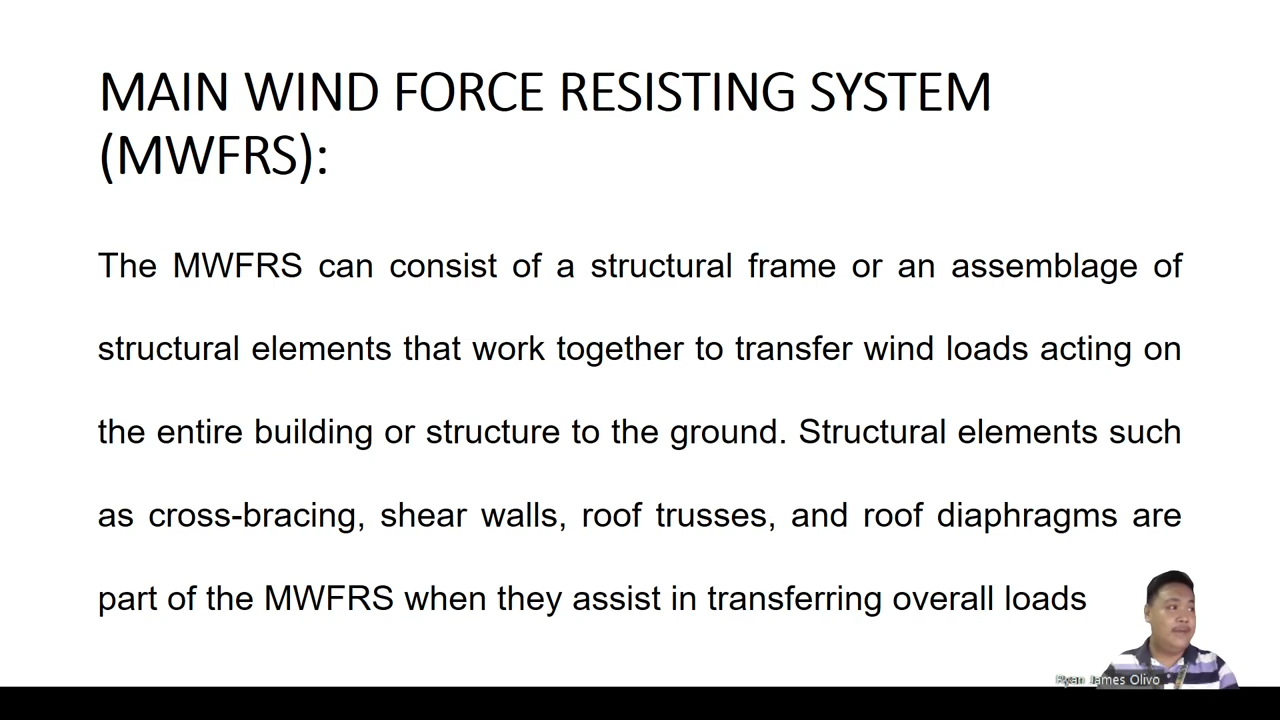 MAIN WIND FORCE RESISTING SYSTEM
(MWFRS):
The MWFRS can consist of a structural frame or an assemblage of
structural elements that work together to transfer wind loads acting on
the entire building or structure to the ground. Structural elements such
as cross-bracing, shear walls, roof trusses, and roof diaphragms are
part of the MWFRS when they assist in transferring overall loads
Ryan James Olivo